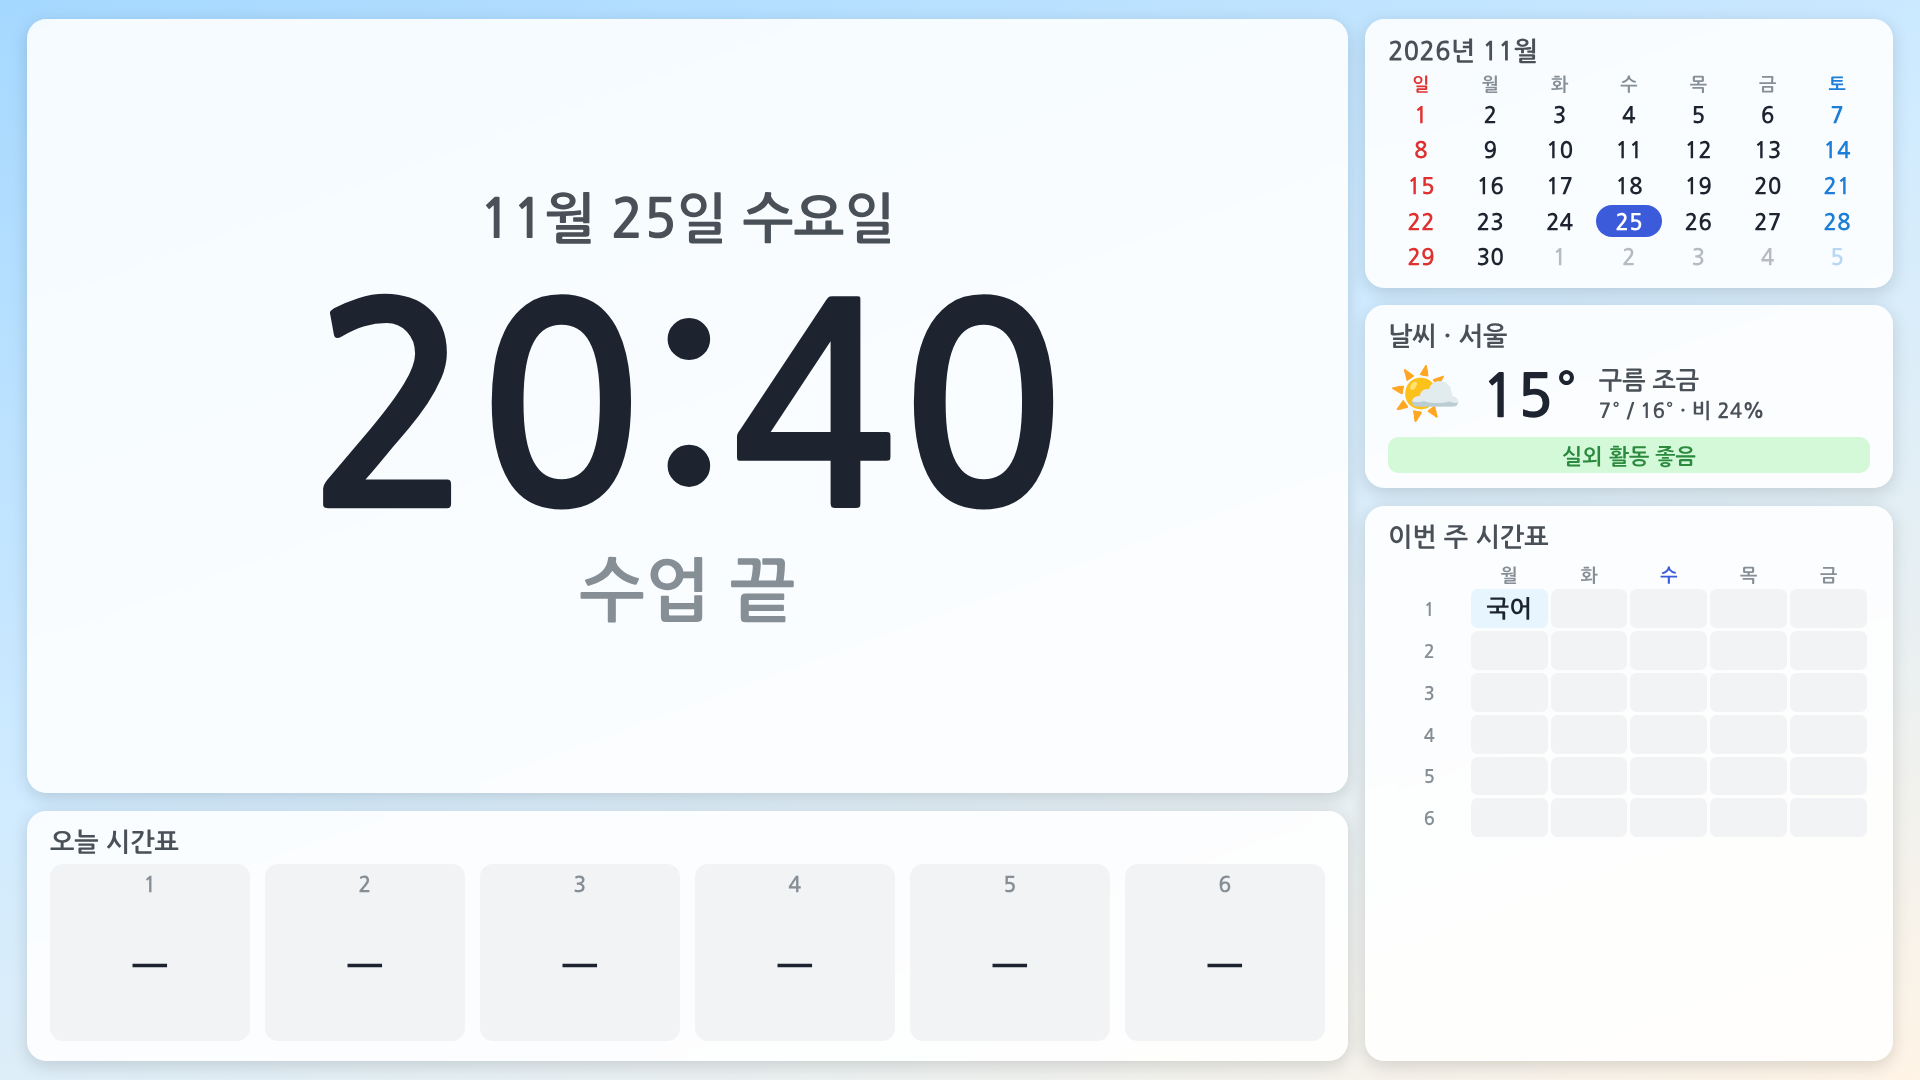 11월 25일 수요일
20:40
수업 끝
오늘 시간표
1 2 3 4 5 6
— — — — — —
2026년 11월
일 월 화 수 목 금 토
1 2 3 4 5 6 7
8 9 10 11 12 13 14
15 16 17 18 19 20 21
22 23 24 25 26 27 28
29 30 1 2 3 4 5
날씨 · 서울
15°
구름 조금
7° / 16° · 비 24%
실외 활동 좋음
이번 주 시간표
월 화 수 목 금
1 국어
2
3
4
5
6